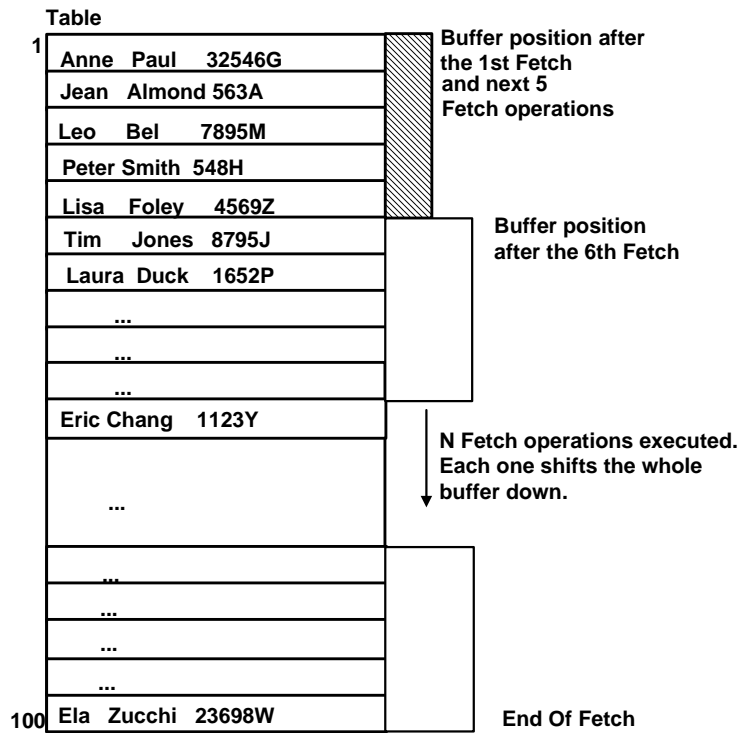 Table
1
Anne Paul 32546G
Jean Almond 563A
Leo Bel 7895M
Peter Smith 548H
Lisa Foley 4569Z
Tim Jones 8795J
Laura Duck 1652P
...
...
...
Eric Chang 1123Y
...
...
...
...
...
100 Ela Zucchi 23698W
Buffer position after
the 1st Fetch
and next 5
Fetch operations
Buffer position
after the 6th Fetch
N Fetch operations executed.
Each one shifts the whole
buffer down.
End Of Fetch